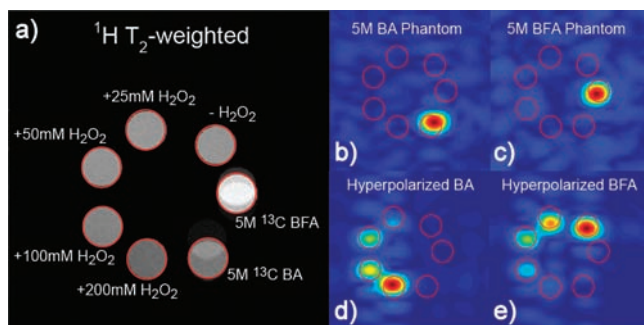 a)
¹H T₂-weighted
+25mM H₂O₂
- H₂O₂
+50mM H₂O₂
5M ¹³C BFA
+100mM H₂O₂
5M ¹³C BA
+200mM H₂O₂
5M BA Phantom
b)
5M BFA Phantom
c)
Hyperpolarized BA
d)
Hyperpolarized BFA
e)